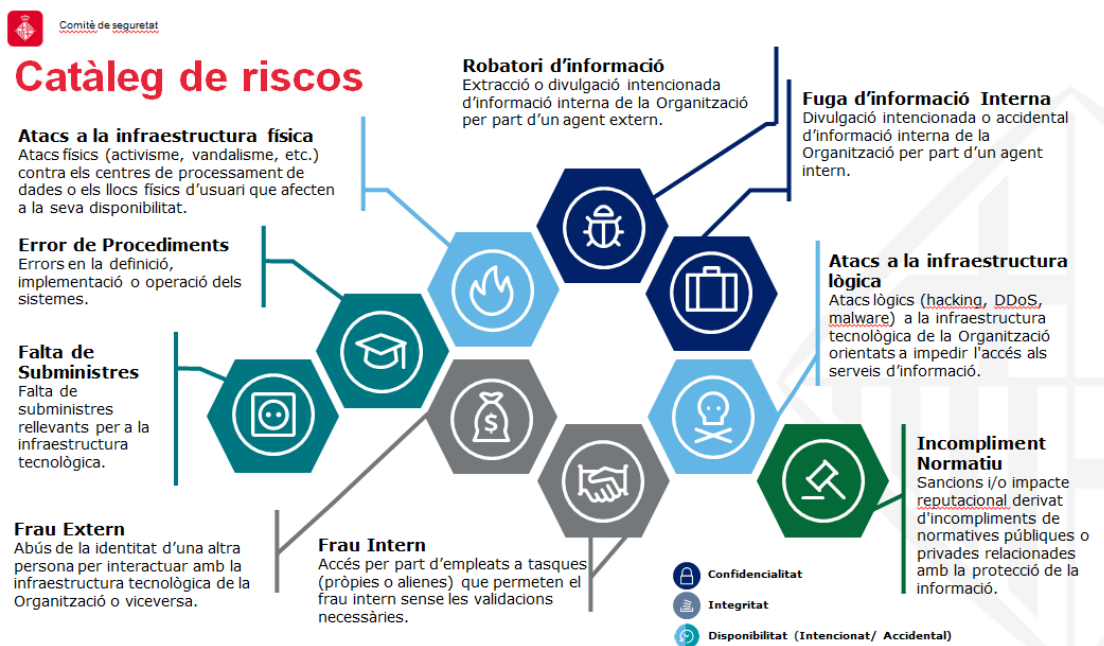 Comitè de seguretat
Catàleg de riscos
Atacs a la infraestructura física
Atacs físics (activisme, vandalisme, etc.)
contra els centres de processament de
dades o els llocs físics d'usuari que afecten
a la seva disponibilitat.
Error de Procediments
Errors en la definició,
implementació o operació dels
sistemes.
Falta de
Subministres
Falta de
subministres
rellevants per a la
infraestructura
tecnològica.
Frau Extern
Abús de la identitat d'una altra
persona per interactuar amb la
infraestructura tecnològica de la
Organització o viceversa.
Frau Intern
Accés per part d'empleats a tasques
(pròpies o alienes) que permeten el
frau intern sense les validacions
necessàries.
Robatori d'informació
Extracció o divulgació intencionada
d'informació interna de la Organització
per part d'un agent extern.
Fuga d'informació Interna
Divulgació intencionada o accidental
d'informació interna de la
Organització per part d'un agent
intern.
Atacs a la infraestructura
lògica
Atacs lògics (hacking, DDoS,
malware) a la infraestructura
tecnològica de la Organització
orientats a impedir l'accés als
serveis d'informació.
Incompliment
Normatiu
Sancions i/o impacte
reputacional derivat
d'incompliments de
normatives públiques o
privades relacionades
amb la protecció de la
informació.
$
Confidencialitat
Integritat
Disponibilitat (Intencionat/ Accidental)